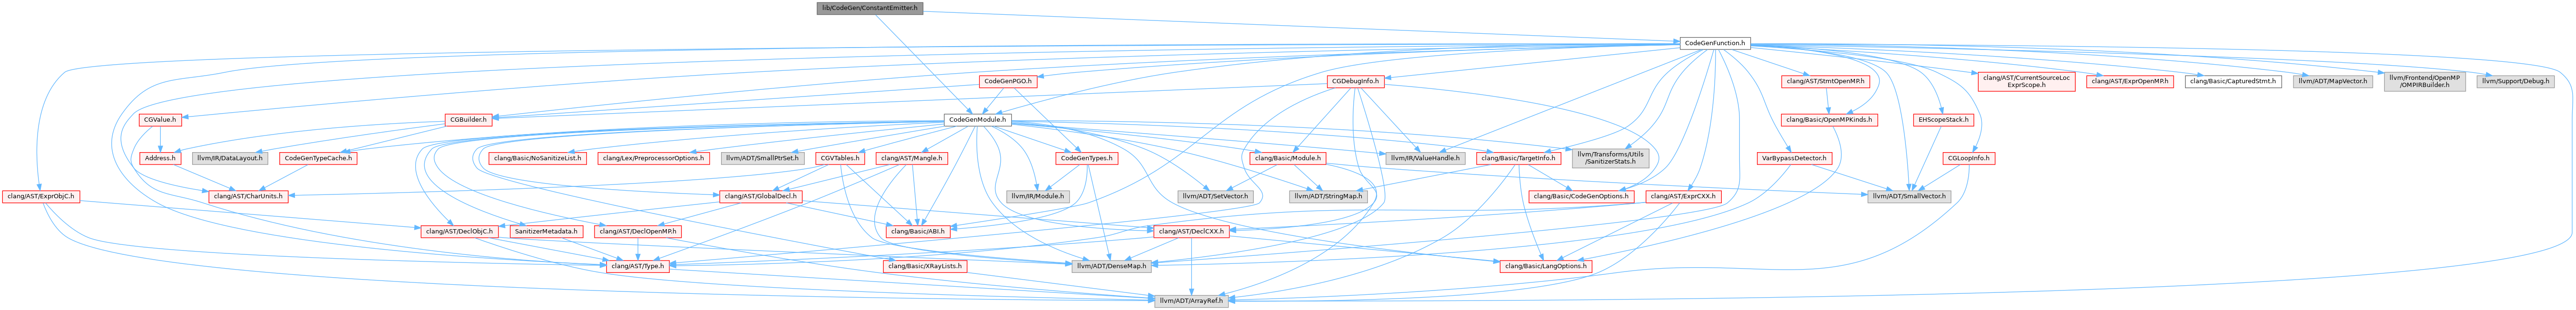 lib/CodeGen/ConstantEmitter.h
CodeGenFunction.h
CodeGenPGO.h
CGDebugInfo.h
clang/AST/StmtOpenMP.h
clang/AST/CurrentSourceLoc
ExprScope.h
clang/AST/ExprOpenMP.h
clang/Basic/CapturedStmt.h
llvm/ADT/MapVector.h
llvm/Frontend/OpenMP
/OMPIRBuilder.h
llvm/Support/Debug.h
CGValue.h
CGBuilder.h
CodeGenModule.h
clang/Basic/OpenMPKinds.h
EHScopeStack.h
Address.h
llvm/IR/DataLayout.h
CodeGenTypeCache.h
clang/Basic/NoSanitizeList.h
clang/Lex/PreprocessorOptions.h
llvm/ADT/SmallPtrSet.h
CGVTables.h
clang/AST/Mangle.h
CodeGenTypes.h
clang/Basic/Module.h
llvm/IR/ValueHandle.h
clang/Basic/TargetInfo.h
llvm/Transforms/Utils
/SanitizerStats.h
VarBypassDetector.h
CGLoopInfo.h
clang/AST/ExprObjC.h
clang/AST/CharUnits.h
clang/AST/GlobalDecl.h
llvm/IR/Module.h
llvm/ADT/SetVector.h
llvm/ADT/StringMap.h
clang/Basic/CodeGenOptions.h
clang/AST/ExprCXX.h
llvm/ADT/SmallVector.h
clang/AST/DeclObjC.h
SanitizerMetadata.h
clang/AST/DeclOpenMP.h
clang/Basic/ABI.h
clang/AST/DeclCXX.h
clang/AST/Type.h
clang/Basic/XRayLists.h
llvm/ADT/DenseMap.h
clang/Basic/LangOptions.h
llvm/ADT/ArrayRef.h